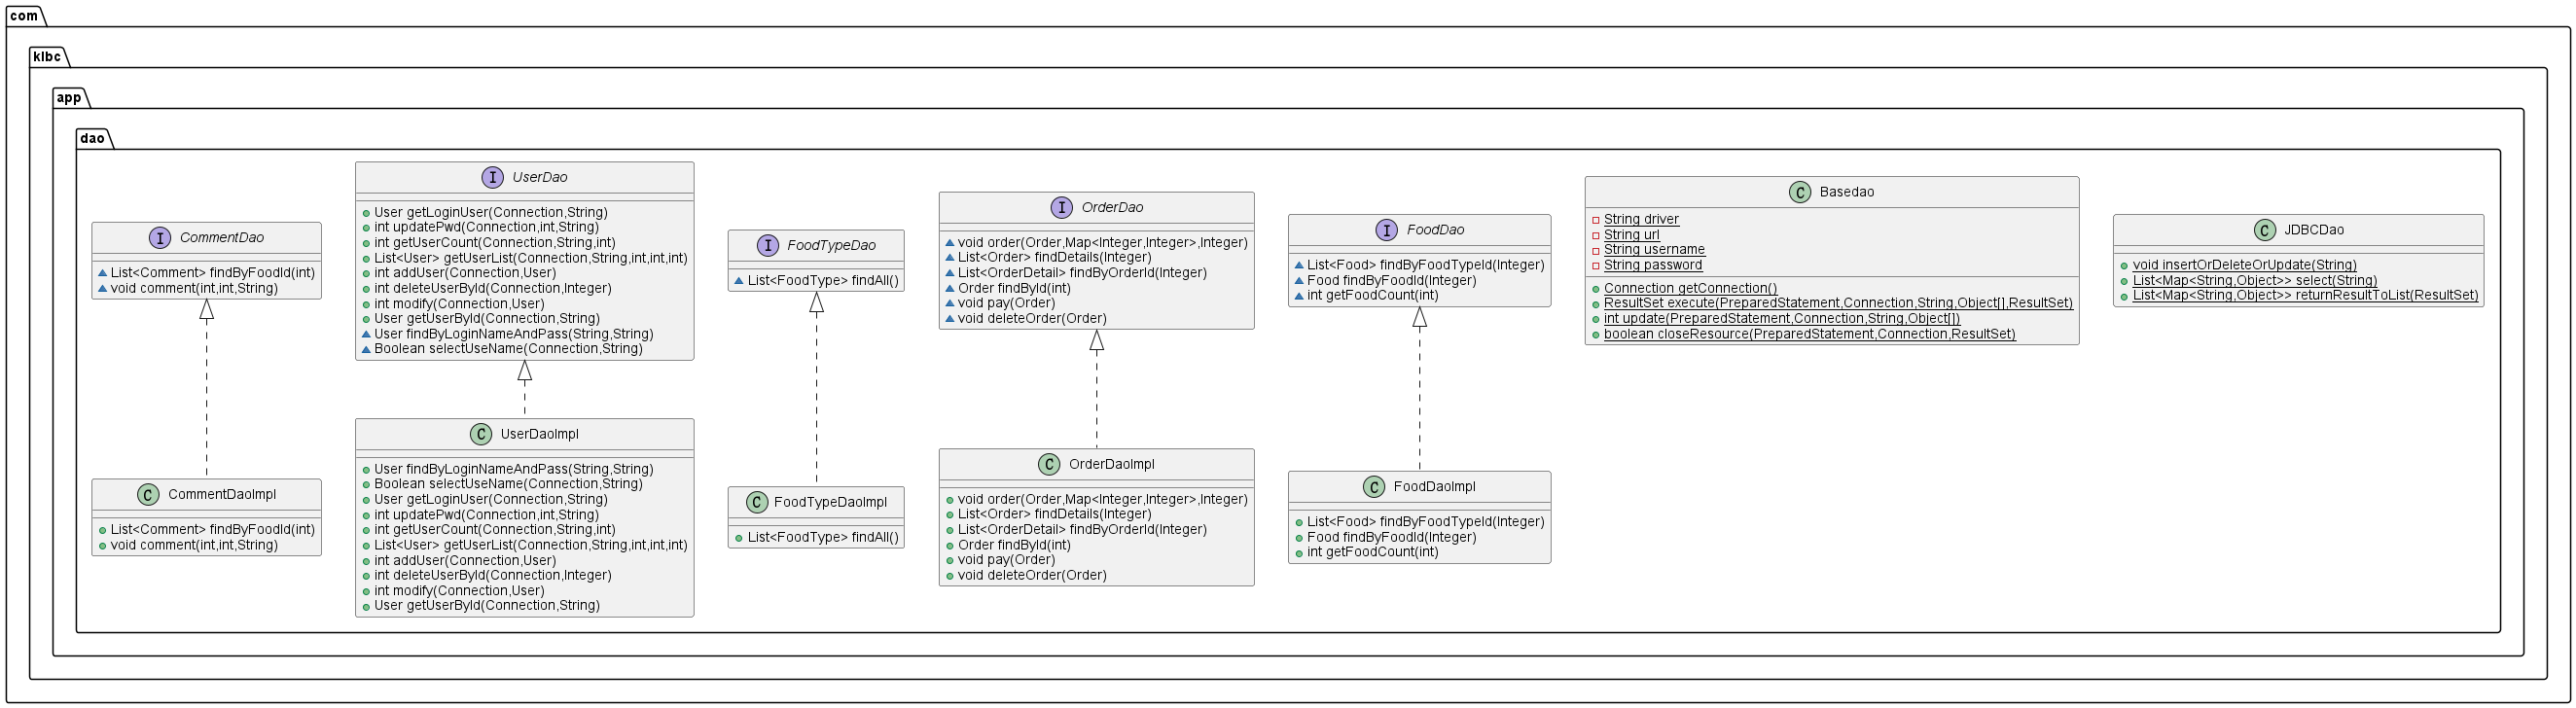 com
klbc
app
dao
I CommentDao
List<Comment> findByFoodId(int)
void comment(int,int,String)
I UserDao
User getLoginUser(Connection,String)
int updatePwd(Connection,int,String)
int getUserCount(Connection,String,int)
List<User> getUserList(Connection,String,int,int,int)
int addUser(Connection,User)
int deleteUserById(Connection,Integer)
int modify(Connection,User)
User getUserById(Connection,String)
User findByLoginNameAndPass(String,String)
Boolean selectUseName(Connection,String)
I FoodTypeDao
List<FoodType> findAll()
I OrderDao
void order(Order,Map<Integer,Integer>,Integer)
List<Order> findDetails(Integer)
List<OrderDetail> findByOrderId(Integer)
Order findById(int)
void pay(Order)
void deleteOrder(Order)
I FoodDao
List<Food> findByFoodTypeId(Integer)
Food findByFoodId(Integer)
int getFoodCount(int)
C Basedao
String driver
String url
String username
String password
Connection getConnection()
ResultSet execute(PreparedStatement,Connection,String,Object[],ResultSet)
int update(PreparedStatement,Connection,String,Object[])
boolean closeResource(PreparedStatement,Connection,ResultSet)
C JDBCDao
void insertOrDeleteOrUpdate(String)
List<Map<String,Object>> select(String)
List<Map<String,Object>> returnResultToList(ResultSet)
C CommentDaoImpl
List<Comment> findByFoodId(int)
void comment(int,int,String)
C UserDaoImpl
User findByLoginNameAndPass(String,String)
Boolean selectUseName(Connection,String)
User getLoginUser(Connection,String)
int updatePwd(Connection,int,String)
int getUserCount(Connection,String,int)
List<User> getUserList(Connection,String,int,int,int)
int addUser(Connection,User)
int deleteUserById(Connection,Integer)
int modify(Connection,User)
User getUserById(Connection,String)
C FoodTypeDaoImpl
List<FoodType> findAll()
C OrderDaoImpl
void order(Order,Map<Integer,Integer>,Integer)
List<Order> findDetails(Integer)
List<OrderDetail> findByOrderId(Integer)
Order findById(int)
void pay(Order)
void deleteOrder(Order)
C FoodDaoImpl
List<Food> findByFoodTypeId(Integer)
Food findByFoodId(Integer)
int getFoodCount(int)